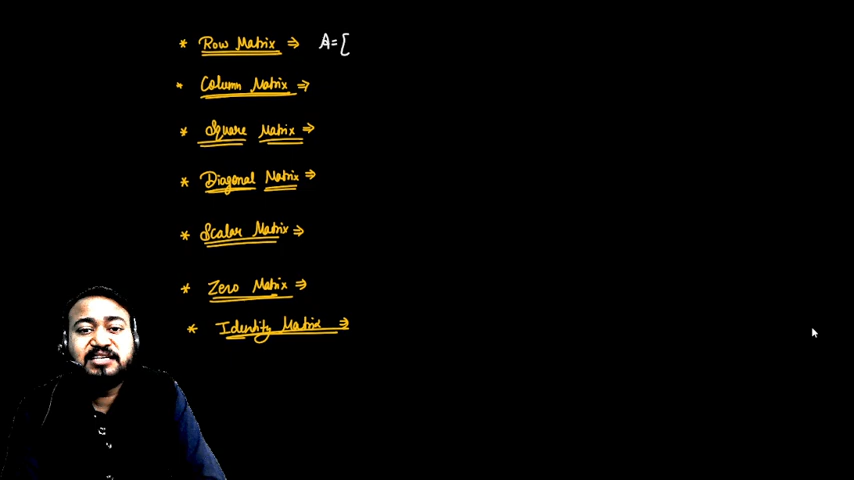 * Row Matrix ⇒ A=[
* Column Matrix ⇒
* Square Matrix ⇒
* Diagonal Matrix ⇒
* Scalar Matrix ⇒
* Zero Matrix ⇒
* Identity Matrix ⇒